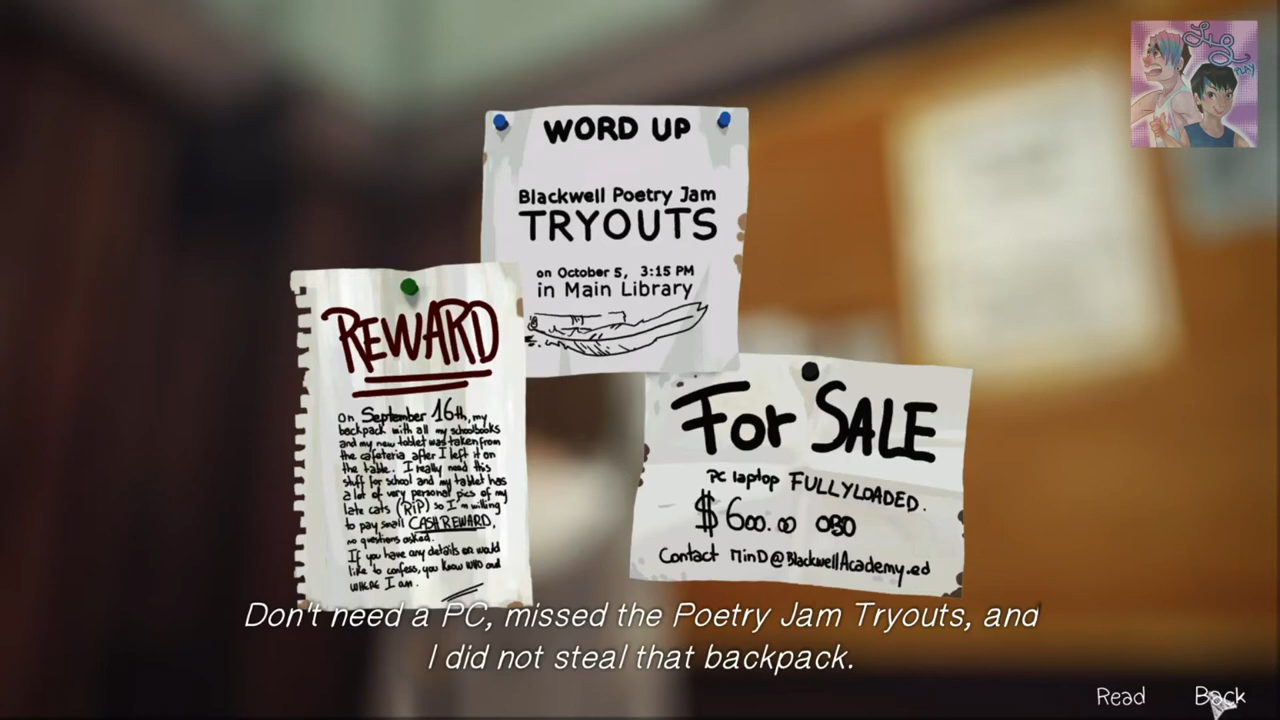 WORD UP
Blackwell Poetry Jam
TRYOUTS
on October 5, 3:15 PM
in Main Library
REWARD
On September 16th, my
backpack with all my schoolbooks
and my new tablet was taken from
the cafeteria after I left it on
the table. I really need this
stuff for school and my tablet has
a lot of very personal pics of my
late cats (RIP) so I'm willing
to pay small CASH REWARD,
no questions asked.
If you have any details or would
like to confess, you know WHO and
WHERE I am.
For SALE
PC laptop FULLYLOADED.
$600.00 OBO
Contact MinD@BlackwellAcademy.ed
Don't need a PC, missed the Poetry Jam Tryouts, and
I did not steal that backpack.
Read Back